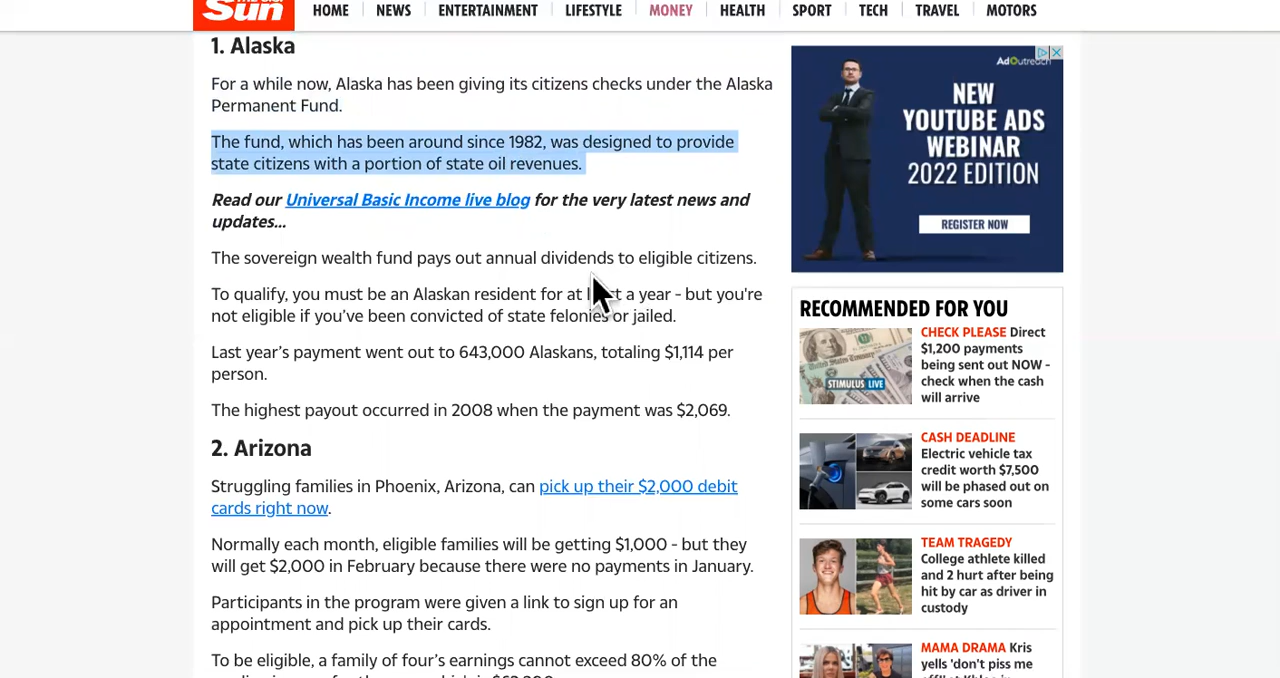 Sun
HOME
NEWS
ENTERTAINMENT
LIFESTYLE
MONEY
HEALTH
SPORT
TECH
TRAVEL
MOTORS
1. Alaska
For a while now, Alaska has been giving its citizens checks under the Alaska
Permanent Fund.
The fund, which has been around since 1982, was designed to provide
state citizens with a portion of state oil revenues.
Read our Universal Basic Income live blog for the very latest news and
updates...
The sovereign wealth fund pays out annual dividends to eligible citizens.
To qualify, you must be an Alaskan resident for at least a year - but you're
not eligible if you've been convicted of state felonies or jailed.
Last year's payment went out to 643,000 Alaskans, totaling $1,114 per
person.
The highest payout occurred in 2008 when the payment was $2,069.
2. Arizona
Struggling families in Phoenix, Arizona, can pick up their $2,000 debit
cards right now.
Normally each month, eligible families will be getting $1,000 - but they
will get $2,000 in February because there were no payments in January.
Participants in the program were given a link to sign up for an
appointment and pick up their cards.
To be eligible, a family of four's earnings cannot exceed 80% of the
AdOutreach
NEW
YOUTUBE ADS
WEBINAR
2022 EDITION
REGISTER NOW
RECOMMENDED FOR YOU
STIMULUS LIVE
CHECK PLEASE Direct
$1,200 payments
being sent out NOW -
check when the cash
will arrive
CASH DEADLINE
Electric vehicle tax
credit worth $7,500
will be phased out on
some cars soon
TEAM TRAGEDY
College athlete killed
and 2 hurt after being
hit by car as driver in
custody
MAMA DRAMA Kris
yells 'don't piss me